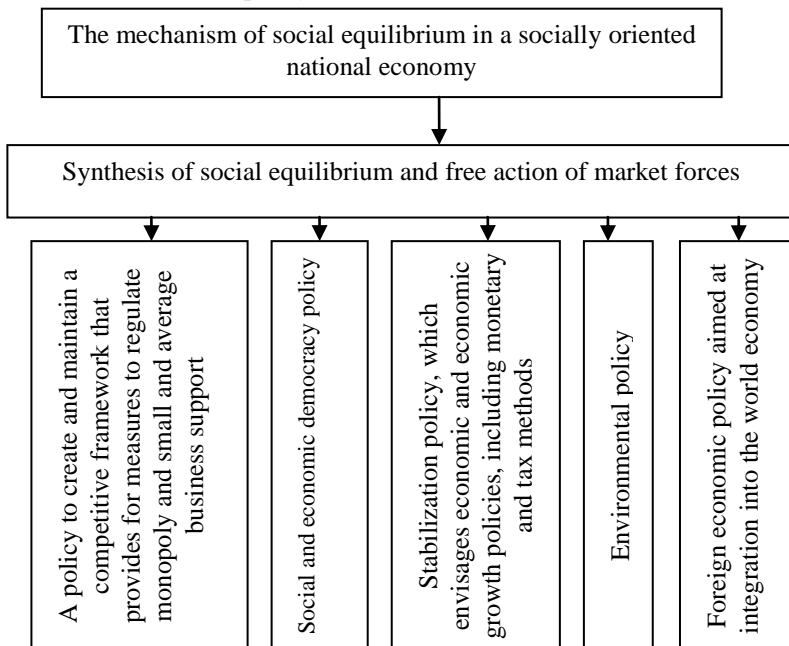 The mechanism of social equilibrium in a socially oriented
national economy
Synthesis of social equilibrium and free action of market forces
A policy to create and maintain a
competitive framework that
provides for measures to regulate
monopoly and small and average
business support
Social and economic democracy policy
Stabilization policy, which
envisages economic and economic
growth policies, including monetary
and tax methods
Environmental policy
Foreign economic policy aimed at
integration into the world economy